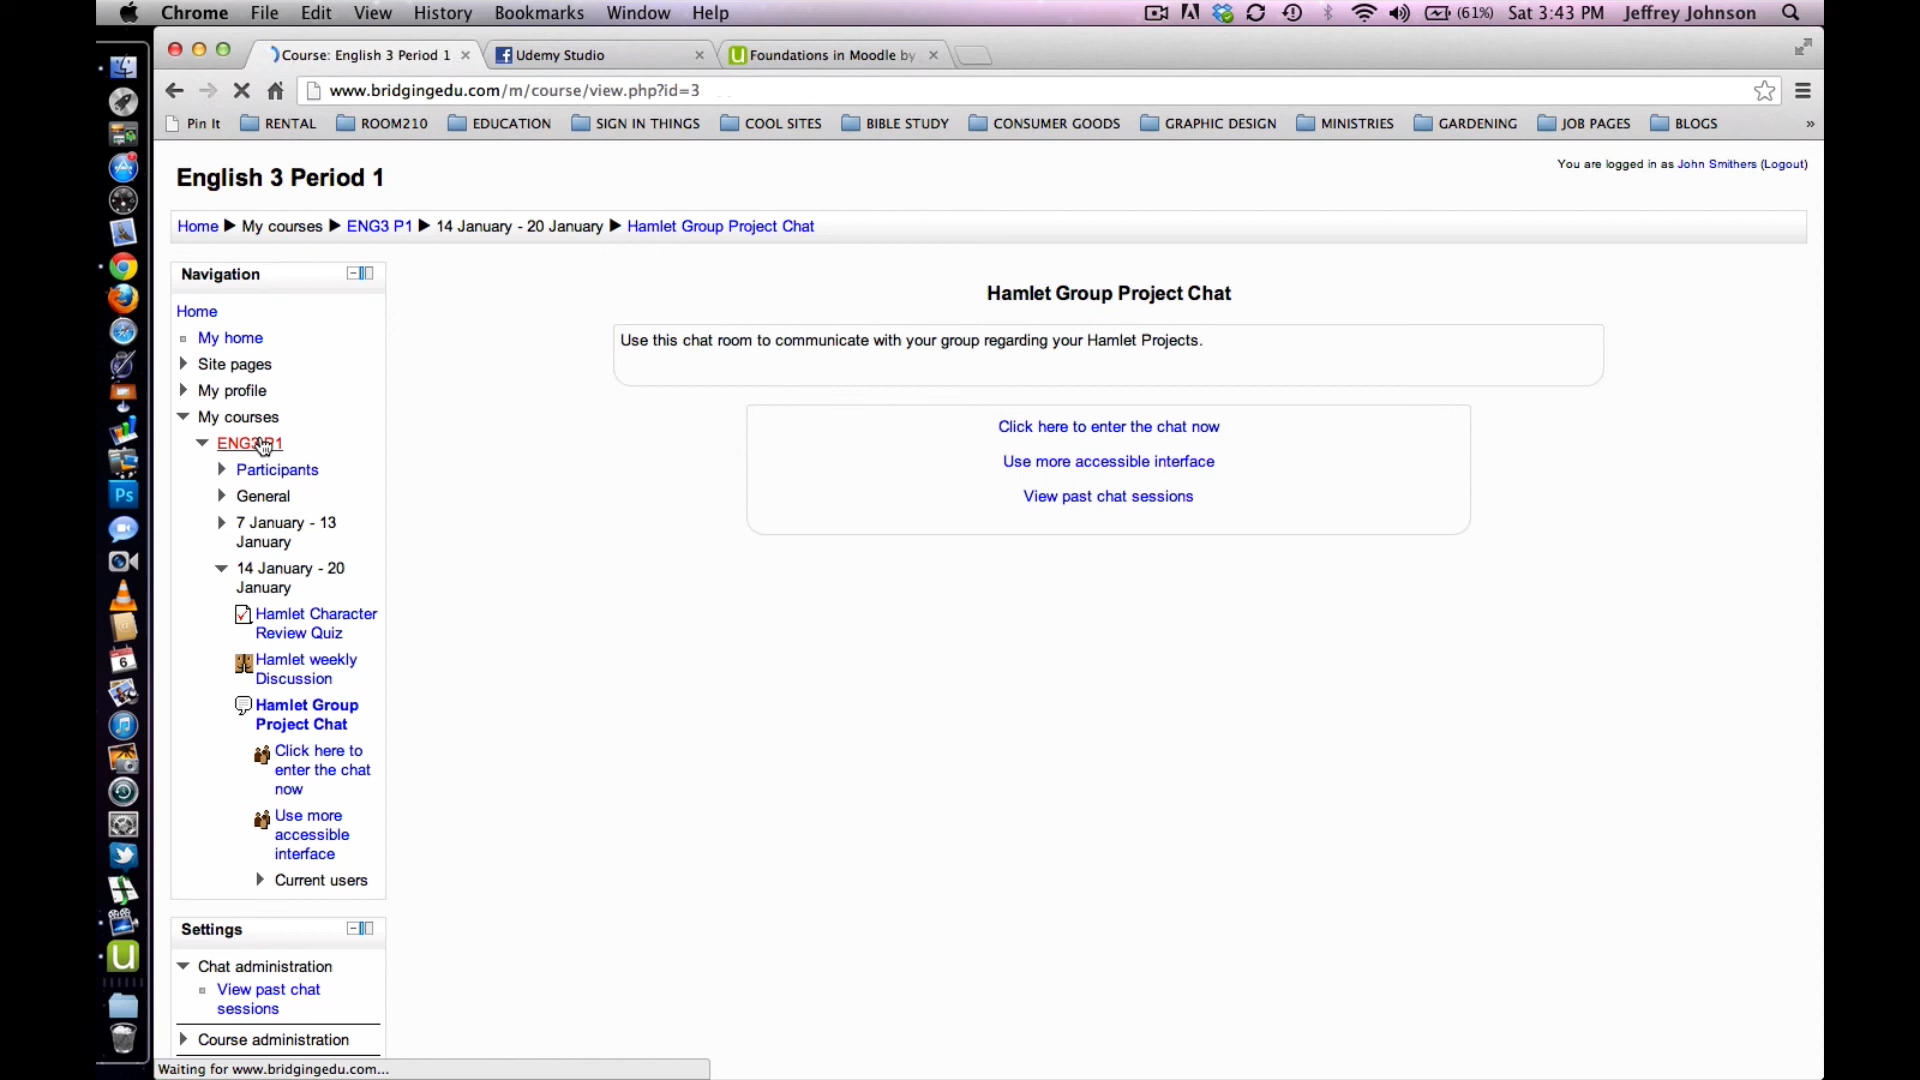 Chrome File Edit View History Bookmarks Window Help (61%) Sat 3:43 PM Jeffrey Johnson
Course: English 3 Period 1
Udemy Studio
Foundations in Moodle by
www.bridgingedu.com/m/course/view.php?id=3
Pin It RENTAL ROOM210 EDUCATION SIGN IN THINGS COOL SITES BIBLE STUDY CONSUMER GOODS GRAPHIC DESIGN MINISTRIES GARDENING JOB PAGES BLOGS »
You are logged in as John Smithers (Logout)
English 3 Period 1
Home ▶ My courses ▶ ENG3 P1 ▶ 14 January - 20 January ▶ Hamlet Group Project Chat
Navigation
Home
My home
Site pages
My profile
My courses
ENG3 P1
Participants
General
7 January - 13
January
14 January - 20
January
Hamlet Character
Review Quiz
Hamlet weekly
Discussion
Hamlet Group
Project Chat
Click here to
enter the chat
now
Use more
accessible
interface
Current users
Settings
Chat administration
View past chat
sessions
Course administration
Hamlet Group Project Chat
Use this chat room to communicate with your group regarding your Hamlet Projects.
Click here to enter the chat now
Use more accessible interface
View past chat sessions
Ps
6
U
Waiting for www.bridgingedu.com...